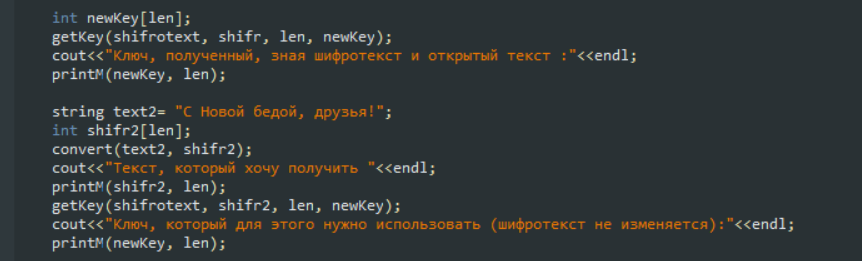 int newKey[len];
getKey(shifrotext, shifr, len, newKey);
cout<<"Ключ, полученный, зная шифротекст и открытый текст :"<<endl;
printM(newKey, len);
string text2= "С Новой бедой, друзья!";
int shifr2[len];
convert(text2, shifr2);
cout<<"Текст, который хочу получить "<<endl;
printM(shifr2, len);
getKey(shifrotext, shifr2, len, newKey);
cout<<"Ключ, который для этого нужно использовать (шифротекст не изменяется):"<<endl;
printM(newKey, len);